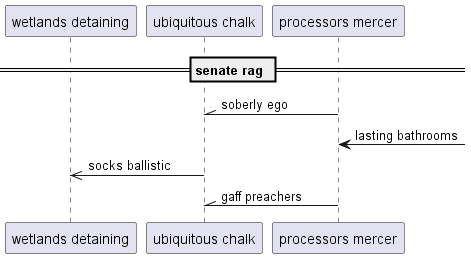 wetlands detaining
ubiquitous chalk
processors mercer
senate rag
soberly ego
lasting bathrooms
socks ballistic
gaff preachers
wetlands detaining
ubiquitous chalk
processors mercer